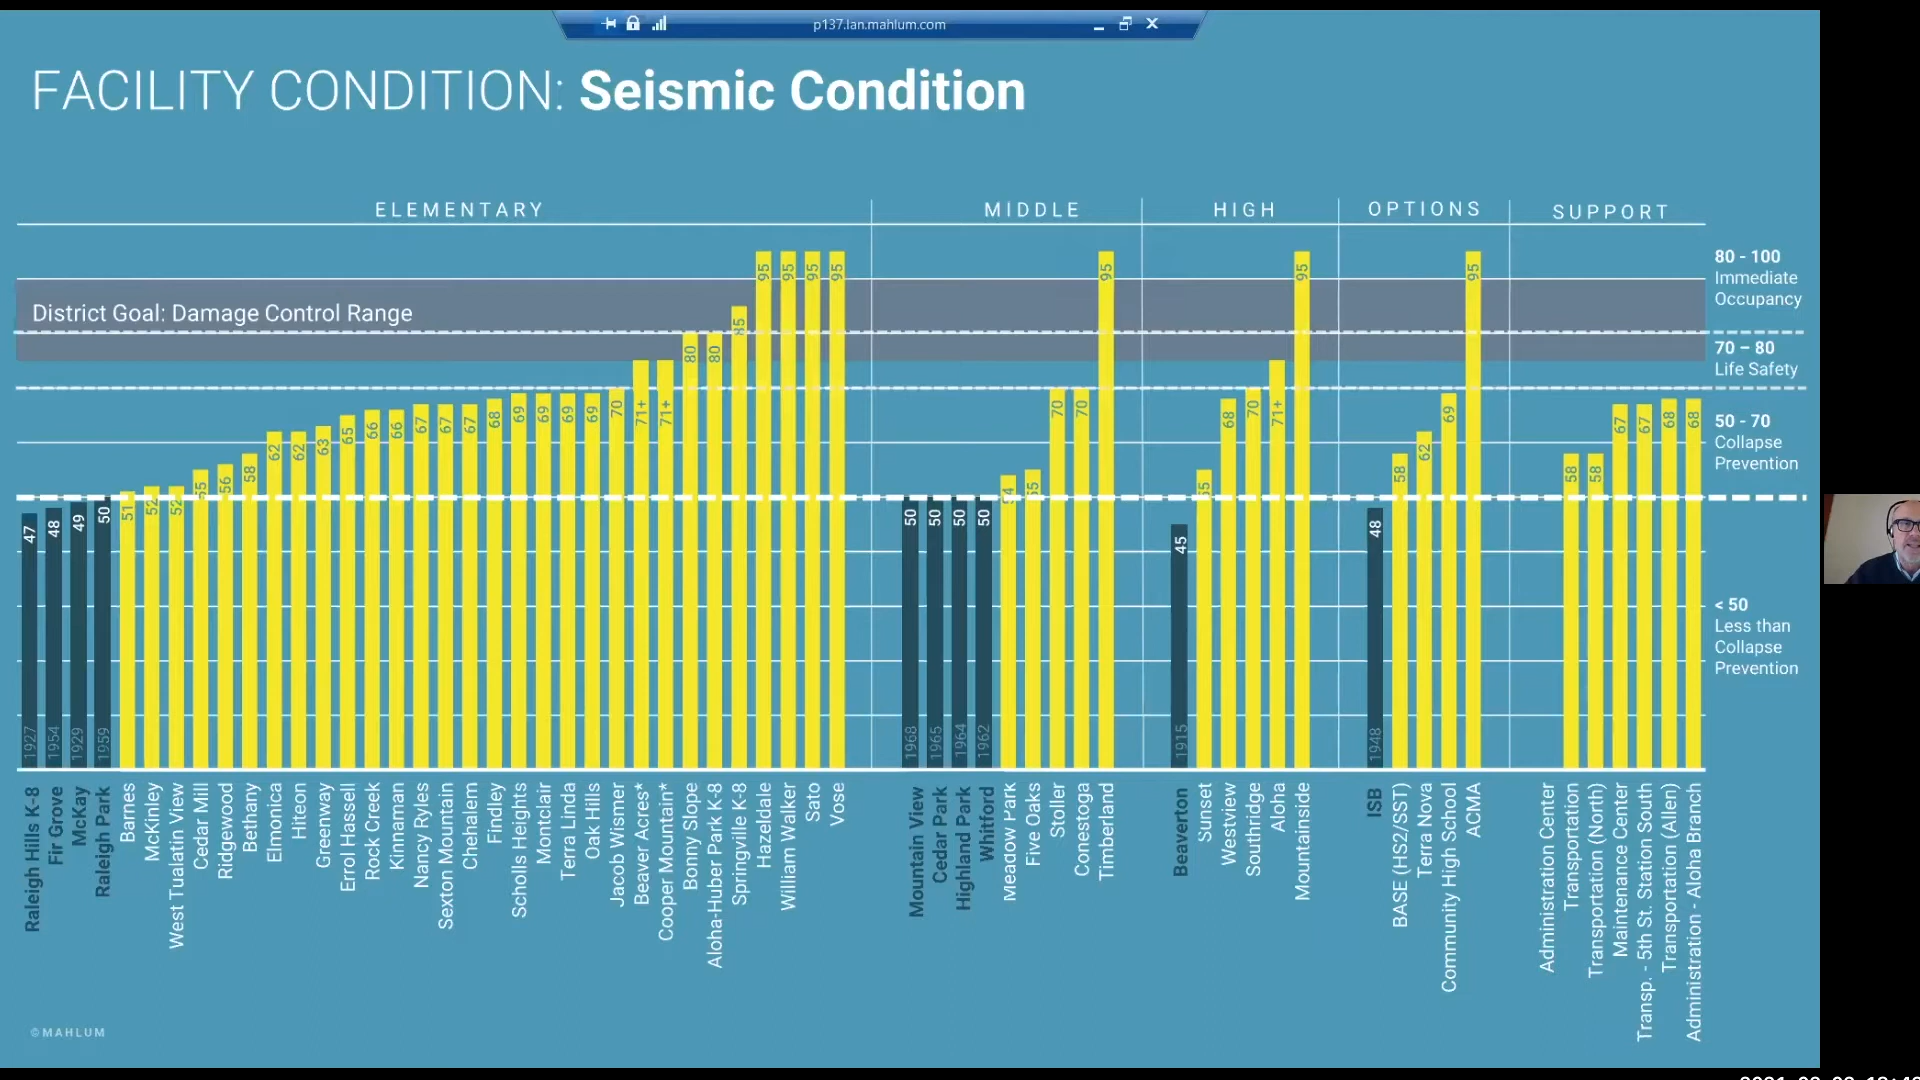 p137.lan.mahlum.com
FACILITY CONDITION: Seismic Condition
ELEMENTARY
MIDDLE
HIGH
OPTIONS
SUPPORT
District Goal: Damage Control Range
80 - 100
Immediate
Occupancy
70 – 80
Life Safety
50 - 70
Collapse
Prevention
< 50
Less than
Collapse
Prevention
47
48
49
50
51
52
52
55
56
58
62
62
63
65
66
66
67
67
67
68
69
69
69
69
70
71+
71+
80
80
85
95
95
95
95
50
50
50
50
54
55
70
70
95
45
55
68
70
71+
95
48
58
62
69
95
58
58
67
67
68
68
1927
1954
1929
1959
1968
1965
1964
1962
1915
1948
Raleigh Hills K-8
Fir Grove
McKay
Raleigh Park
Barnes
McKinley
West Tualatin View
Cedar Mill
Ridgewood
Bethany
Elmonica
Hiteon
Greenway
Errol Hassell
Rock Creek
Kinnaman
Nancy Ryles
Sexton Mountain
Chehalem
Findley
Scholls Heights
Montclair
Terra Linda
Oak Hills
Jacob Wismer
Beaver Acres*
Cooper Mountain*
Bonny Slope
Aloha-Huber Park K-8
Springville K-8
Hazeldale
William Walker
Sato
Vose
Mountain View
Cedar Park
Highland Park
Whitford
Meadow Park
Five Oaks
Stoller
Conestoga
Timberland
Beaverton
Sunset
Westview
Southridge
Aloha
Mountainside
ISB
BASE (HS2/SST)
Terra Nova
Community High School
ACMA
Administration Center
Transportation
Transportation (North)
Maintenance Center
Transp. - 5th St. Station South
Transportation (Allen)
Administration - Aloha Branch
©MAHLUM